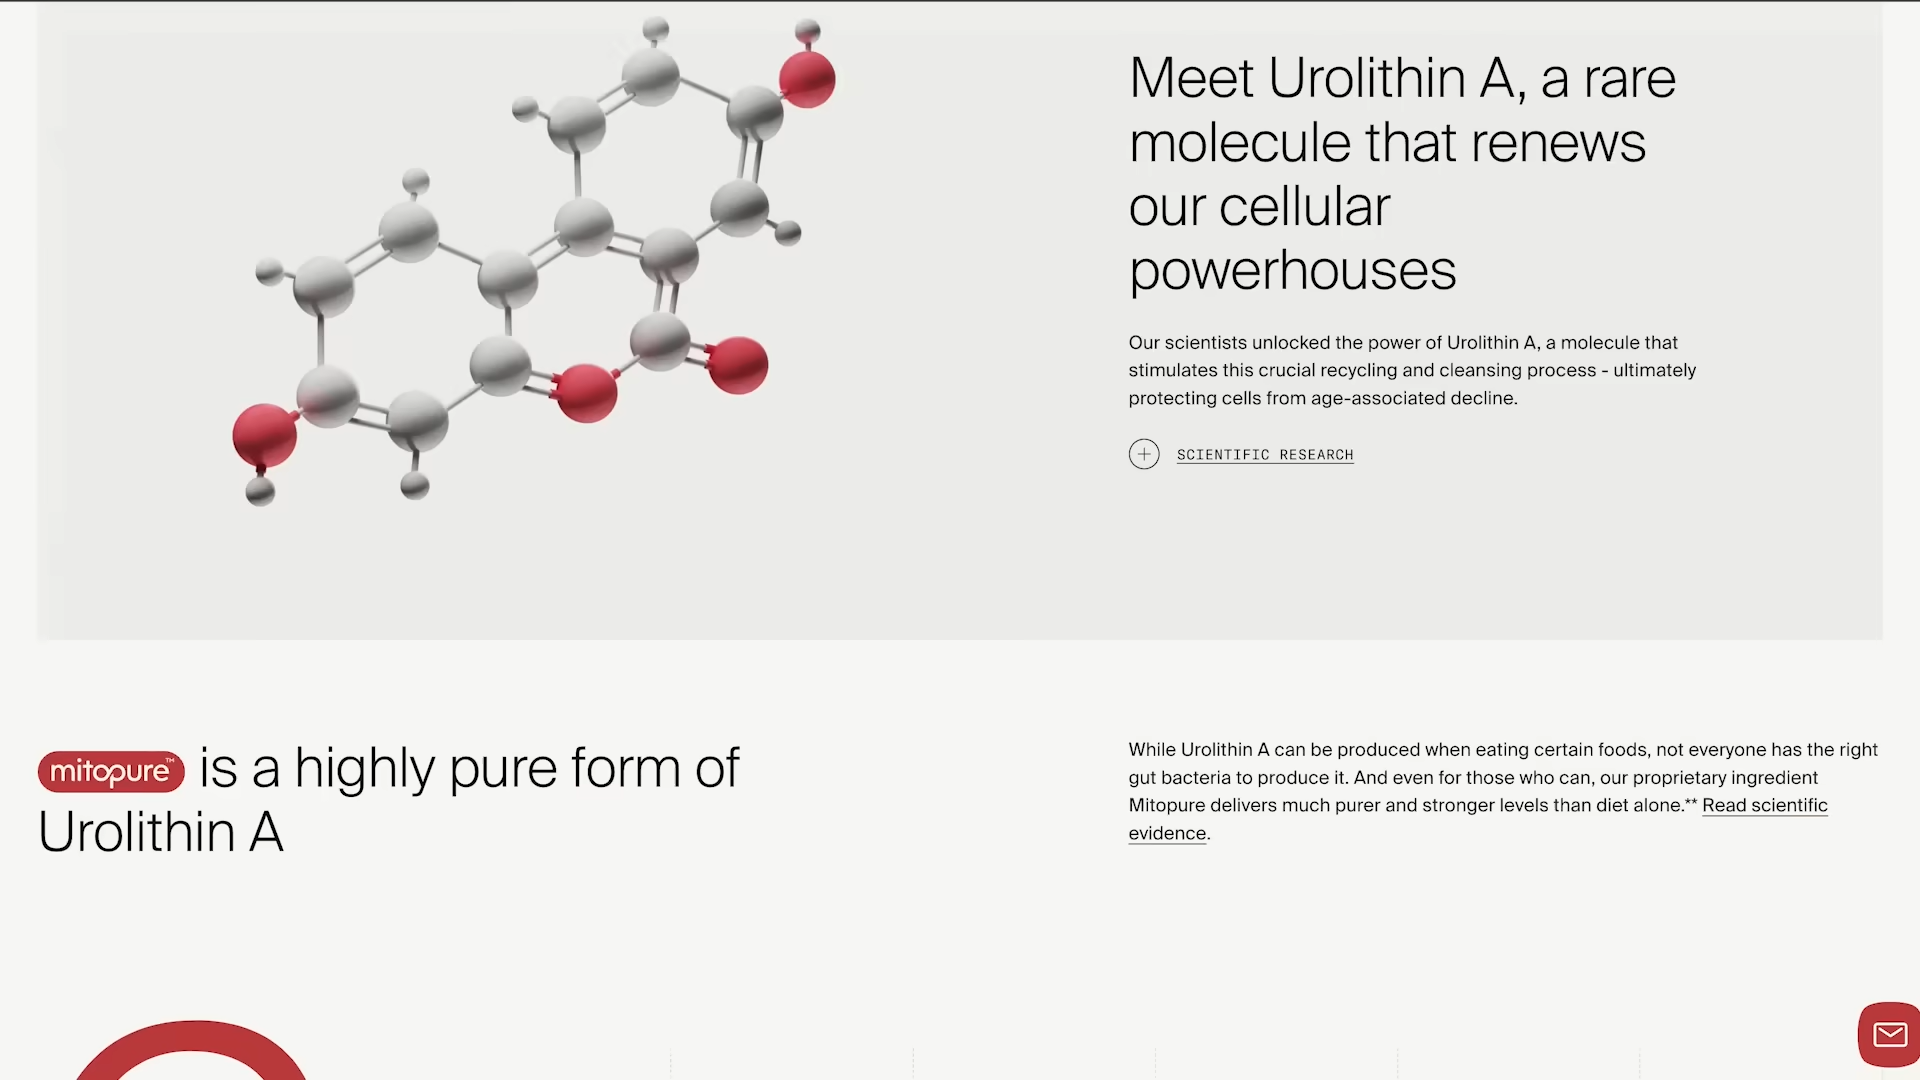 Meet Urolithin A, a rare
molecule that renews
our cellular
powerhouses
Our scientists unlocked the power of Urolithin A, a molecule that
stimulates this crucial recycling and cleansing process - ultimately
protecting cells from age-associated decline.
SCIENTIFIC RESEARCH
mitopure™ is a highly pure form of
Urolithin A
While Urolithin A can be produced when eating certain foods, not everyone has the right
gut bacteria to produce it. And even for those who can, our proprietary ingredient
Mitopure delivers much purer and stronger levels than diet alone.** Read scientific
evidence.